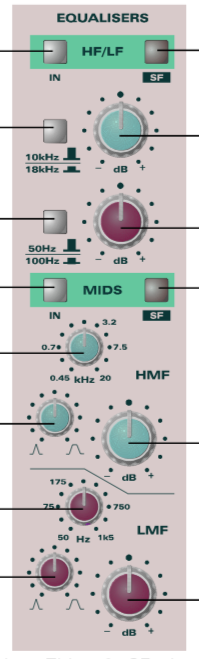 EQUALISERS
HF/LF
IN SF
10kHz
18kHz
– dB +
50Hz
100Hz
– dB +
MIDS
IN SF
3.2
0.7 7.5
0.45 kHz 20
HMF
– dB +
175
75 750
50 Hz 1k5
LMF
– dB +